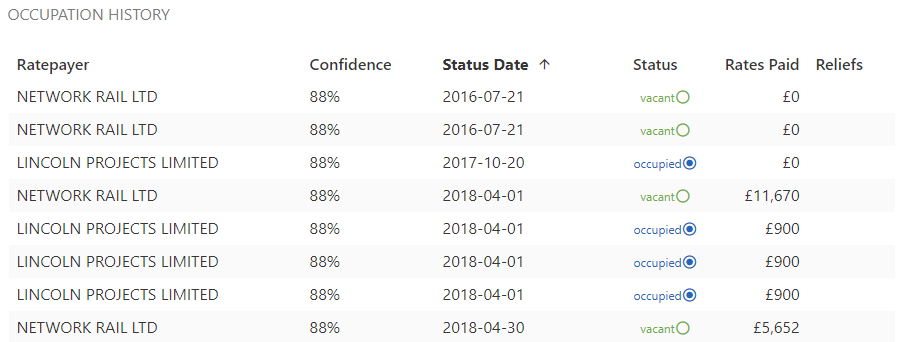 OCCUPATION HISTORY
Ratepayer Confidence Status Date ↑ Status Rates Paid Reliefs
NETWORK RAIL LTD 88% 2016-07-21 vacant £0
NETWORK RAIL LTD 88% 2016-07-21 vacant £0
LINCOLN PROJECTS LIMITED 88% 2017-10-20 occupied £0
NETWORK RAIL LTD 88% 2018-04-01 vacant £11,670
LINCOLN PROJECTS LIMITED 88% 2018-04-01 occupied £900
LINCOLN PROJECTS LIMITED 88% 2018-04-01 occupied £900
LINCOLN PROJECTS LIMITED 88% 2018-04-01 occupied £900
NETWORK RAIL LTD 88% 2018-04-30 vacant £5,652